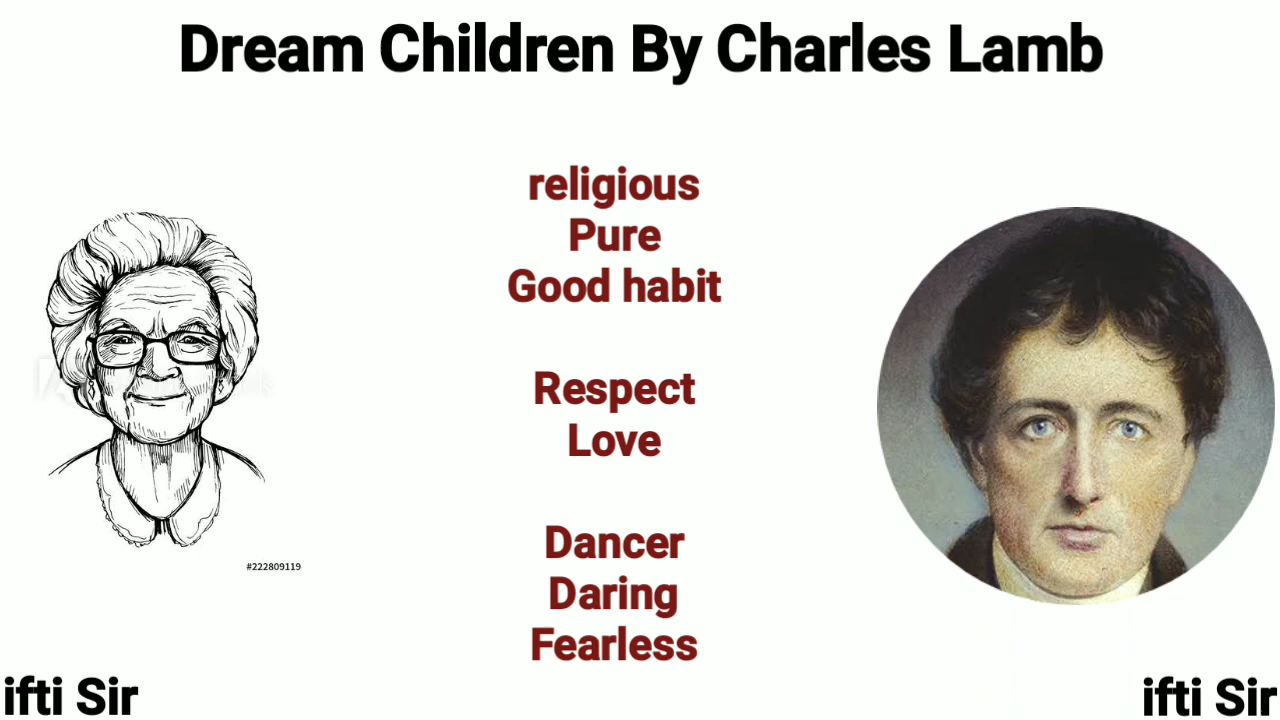 Dream Children By Charles Lamb
religious
Pure
Good habit
Respect
Love
Dancer
Daring
Fearless
#222809119
ifti Sir
ifti Sir